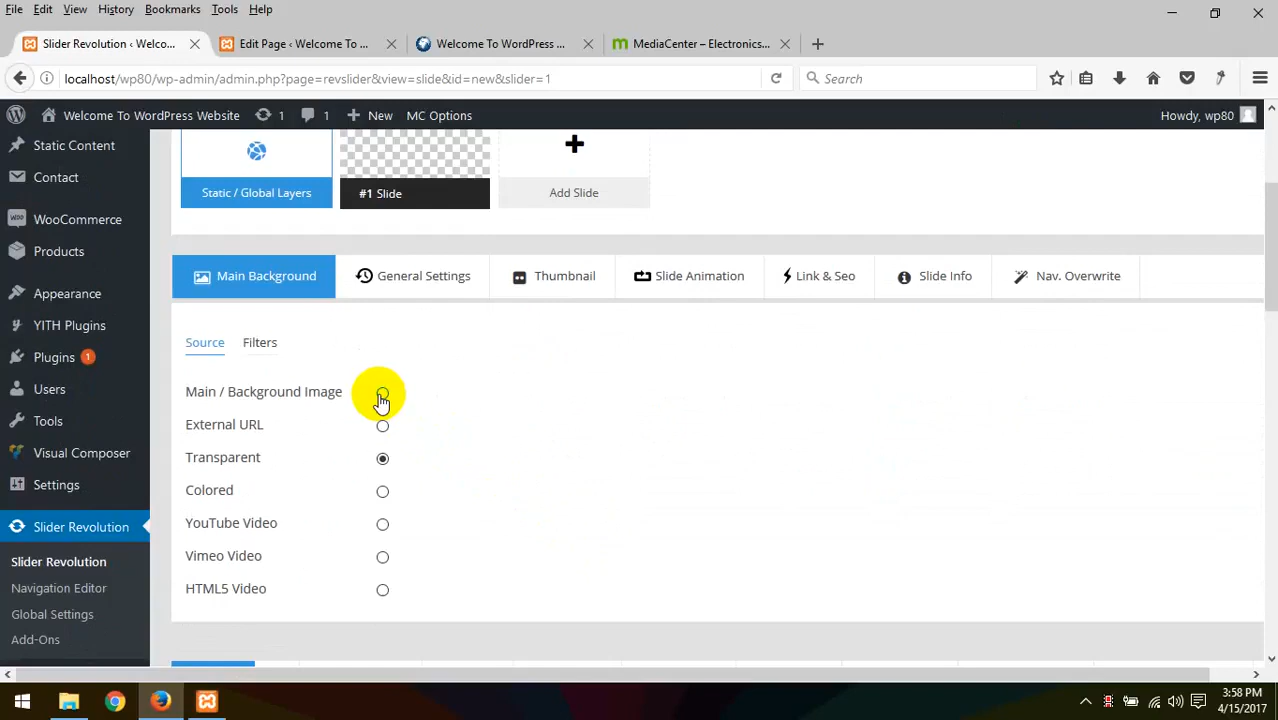 File Edit View History Bookmarks Tools Help
Slider Revolution ‹ Welco... Edit Page ‹ Welcome To ... Welcome To WordPress ... MediaCenter – Electronics...
localhost/wp80/wp-admin/admin.php?page=revslider&view=slide&id=new&slider=1 Search
Welcome To WordPress Website 1 1 New MC Options Howdy, wp80
Static Content
Contact
WooCommerce
Products
Appearance
YITH Plugins
Plugins 1
Users
Tools
Visual Composer
Settings
Slider Revolution
Slider Revolution
Navigation Editor
Global Settings
Add-Ons
Static / Global Layers #1 Slide Add Slide
Main Background General Settings Thumbnail Slide Animation Link & Seo Slide Info Nav. Overwrite
Source Filters
Main / Background Image
External URL
Transparent
Colored
YouTube Video
Vimeo Video
HTML5 Video
3:58 PM
4/15/2017